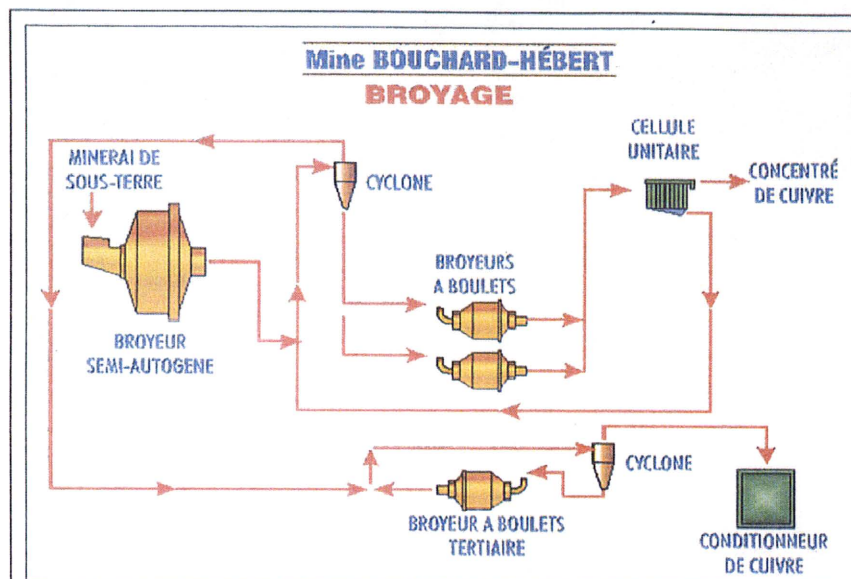 Mine BOUCHARD-HÉBERT
BROYAGE
CELLULE
UNITAIRE
MINERAI DE
SOUS-TERRE
CYCLONE
CONCENTRÉ
DE CUIVRE
BROYEURS
A BOULETS
BROYEUR
SEMI-AUTOGENE
CYCLONE
BROYEUR A BOULETS
TERTIAIRE
CONDITIONNEUR
DE CUIVRE